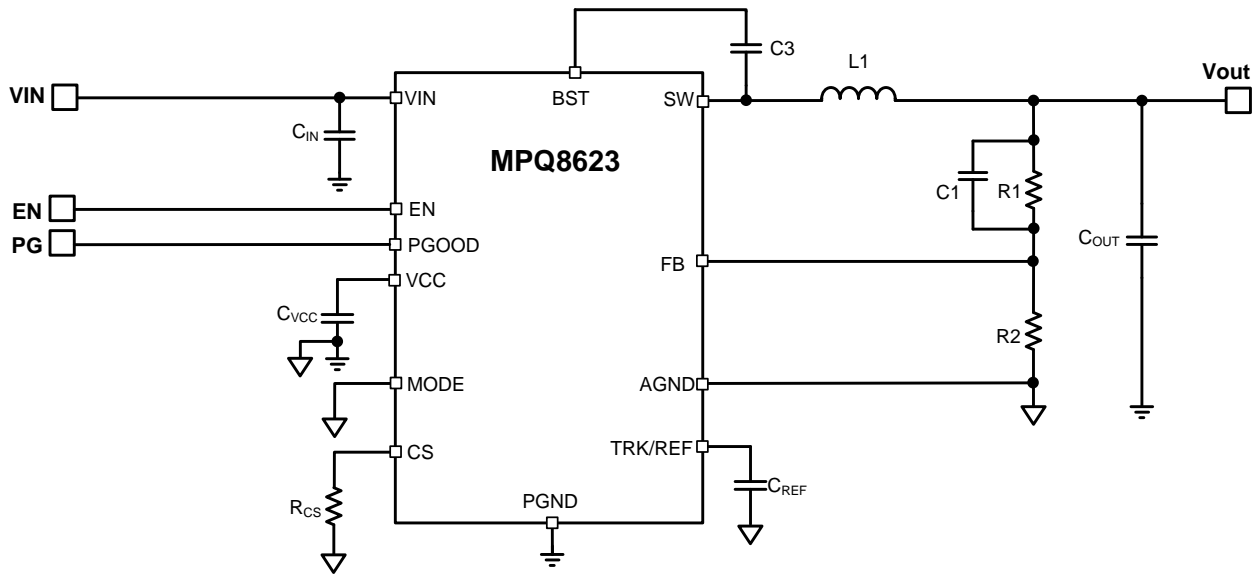 C3
L1
Vout
VIN
VIN
BST
SW
CIN
MPQ8623
C1
R1
EN
EN
PG
PGOOD
COUT
FB
VCC
CVCC
R2
MODE
AGND
TRK/REF
CS
CREF
RCS
PGND